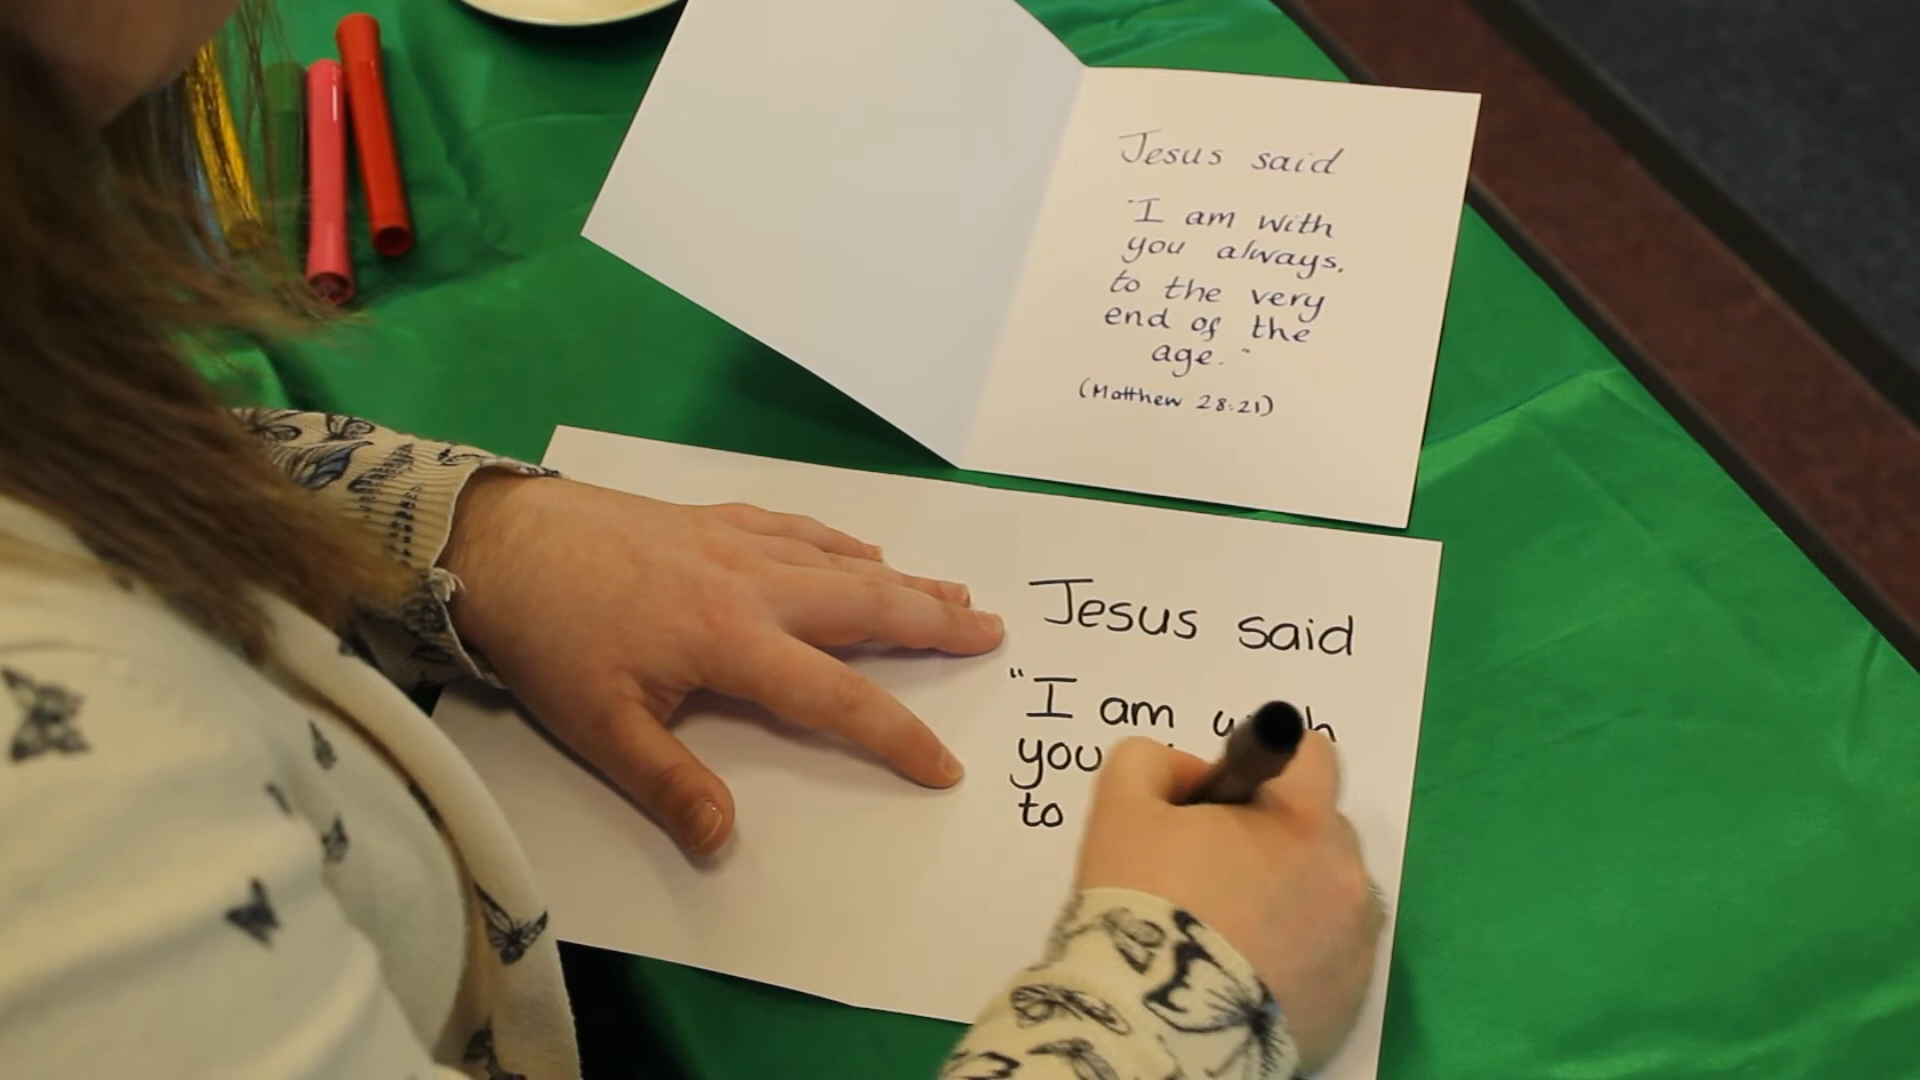 Jesus said
"I am with
you always,
to the very
end of the
age."
(Matthew 28:21)
Jesus said
"I am
you
to